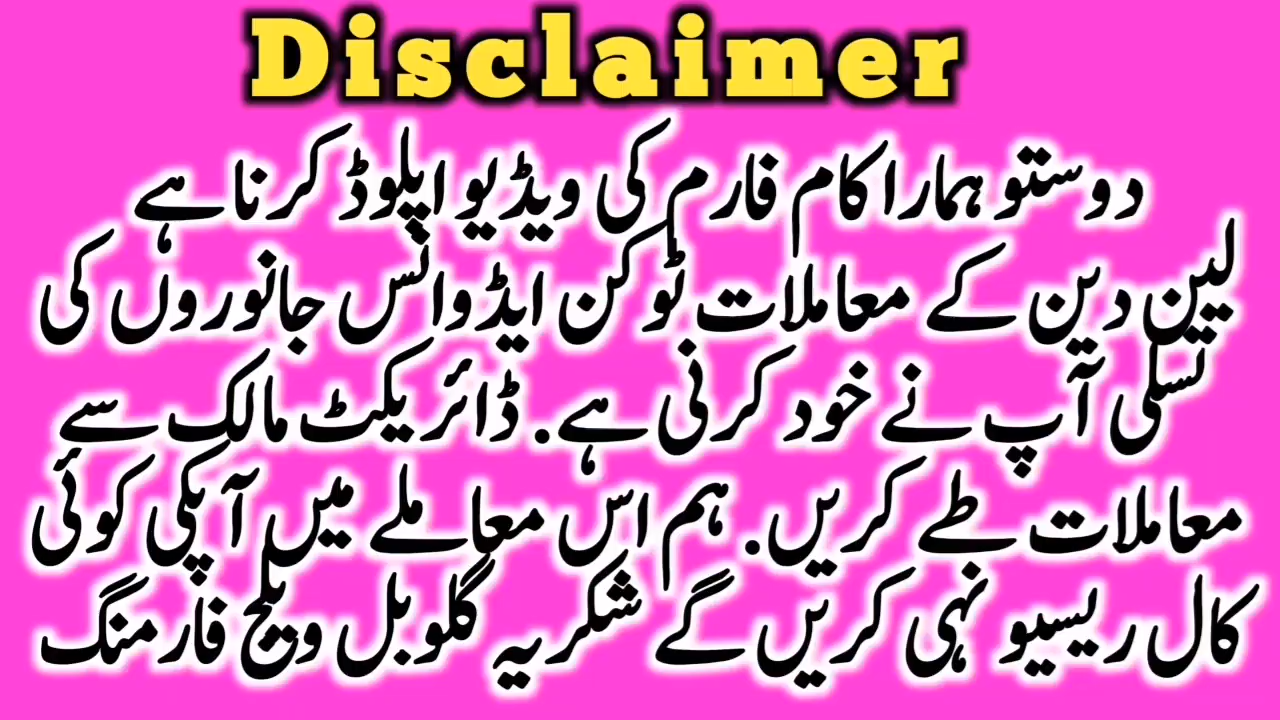 Disclaimer
دوستو ہمارا کام فارم کی ویڈیو اپلوڈ کرنا ہے
لین دین کے معاملات ٹوکن ایڈوانس جانوروں کی
تسلی آپ نے خود کرنی ہے. ڈائریکٹ مالک سے
معاملات طے کریں. ہم اس معاملے میں آپکی کوئی
کال ریسیو نہی کریں گے شکریہ گلوبل ویلج فارمنگ